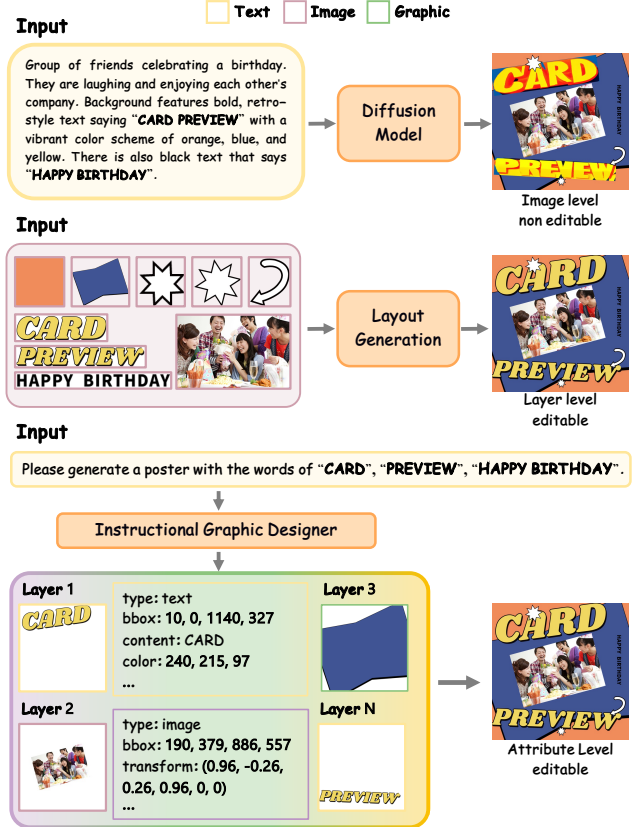 Text Image Graphic
Input
Group of friends celebrating a birthday.
They are laughing and enjoying each other's
company. Background features bold, retro-
style text saying “CARD PREVIEW” with a
vibrant color scheme of orange, blue, and
yellow. There is also black text that says
“HAPPY BIRTHDAY”.
Diffusion
Model
CARD
HAPPY BIRTHDAY
PREVIEW
Image level
non editable
Input
CARD
PREVIEW
HAPPY BIRTHDAY
Layout
Generation
CARD
HAPPY BIRTHDAY
PREVIEW
Layer level
editable
Input
Please generate a poster with the words of “CARD”, “PREVIEW”, “HAPPY BIRTHDAY”.
Instructional Graphic Designer
Layer 1
CARD
type: text
bbox: 10, 0, 1140, 327
content: CARD
color: 240, 215, 97
...
Layer 3
Layer 2
type: image
bbox: 190, 379, 886, 557
transform: (0.96, -0.26,
0.26, 0.96, 0, 0)
...
Layer N
PREVIEW
CARD
HAPPY BIRTHDAY
PREVIEW
Attribute Level
editable